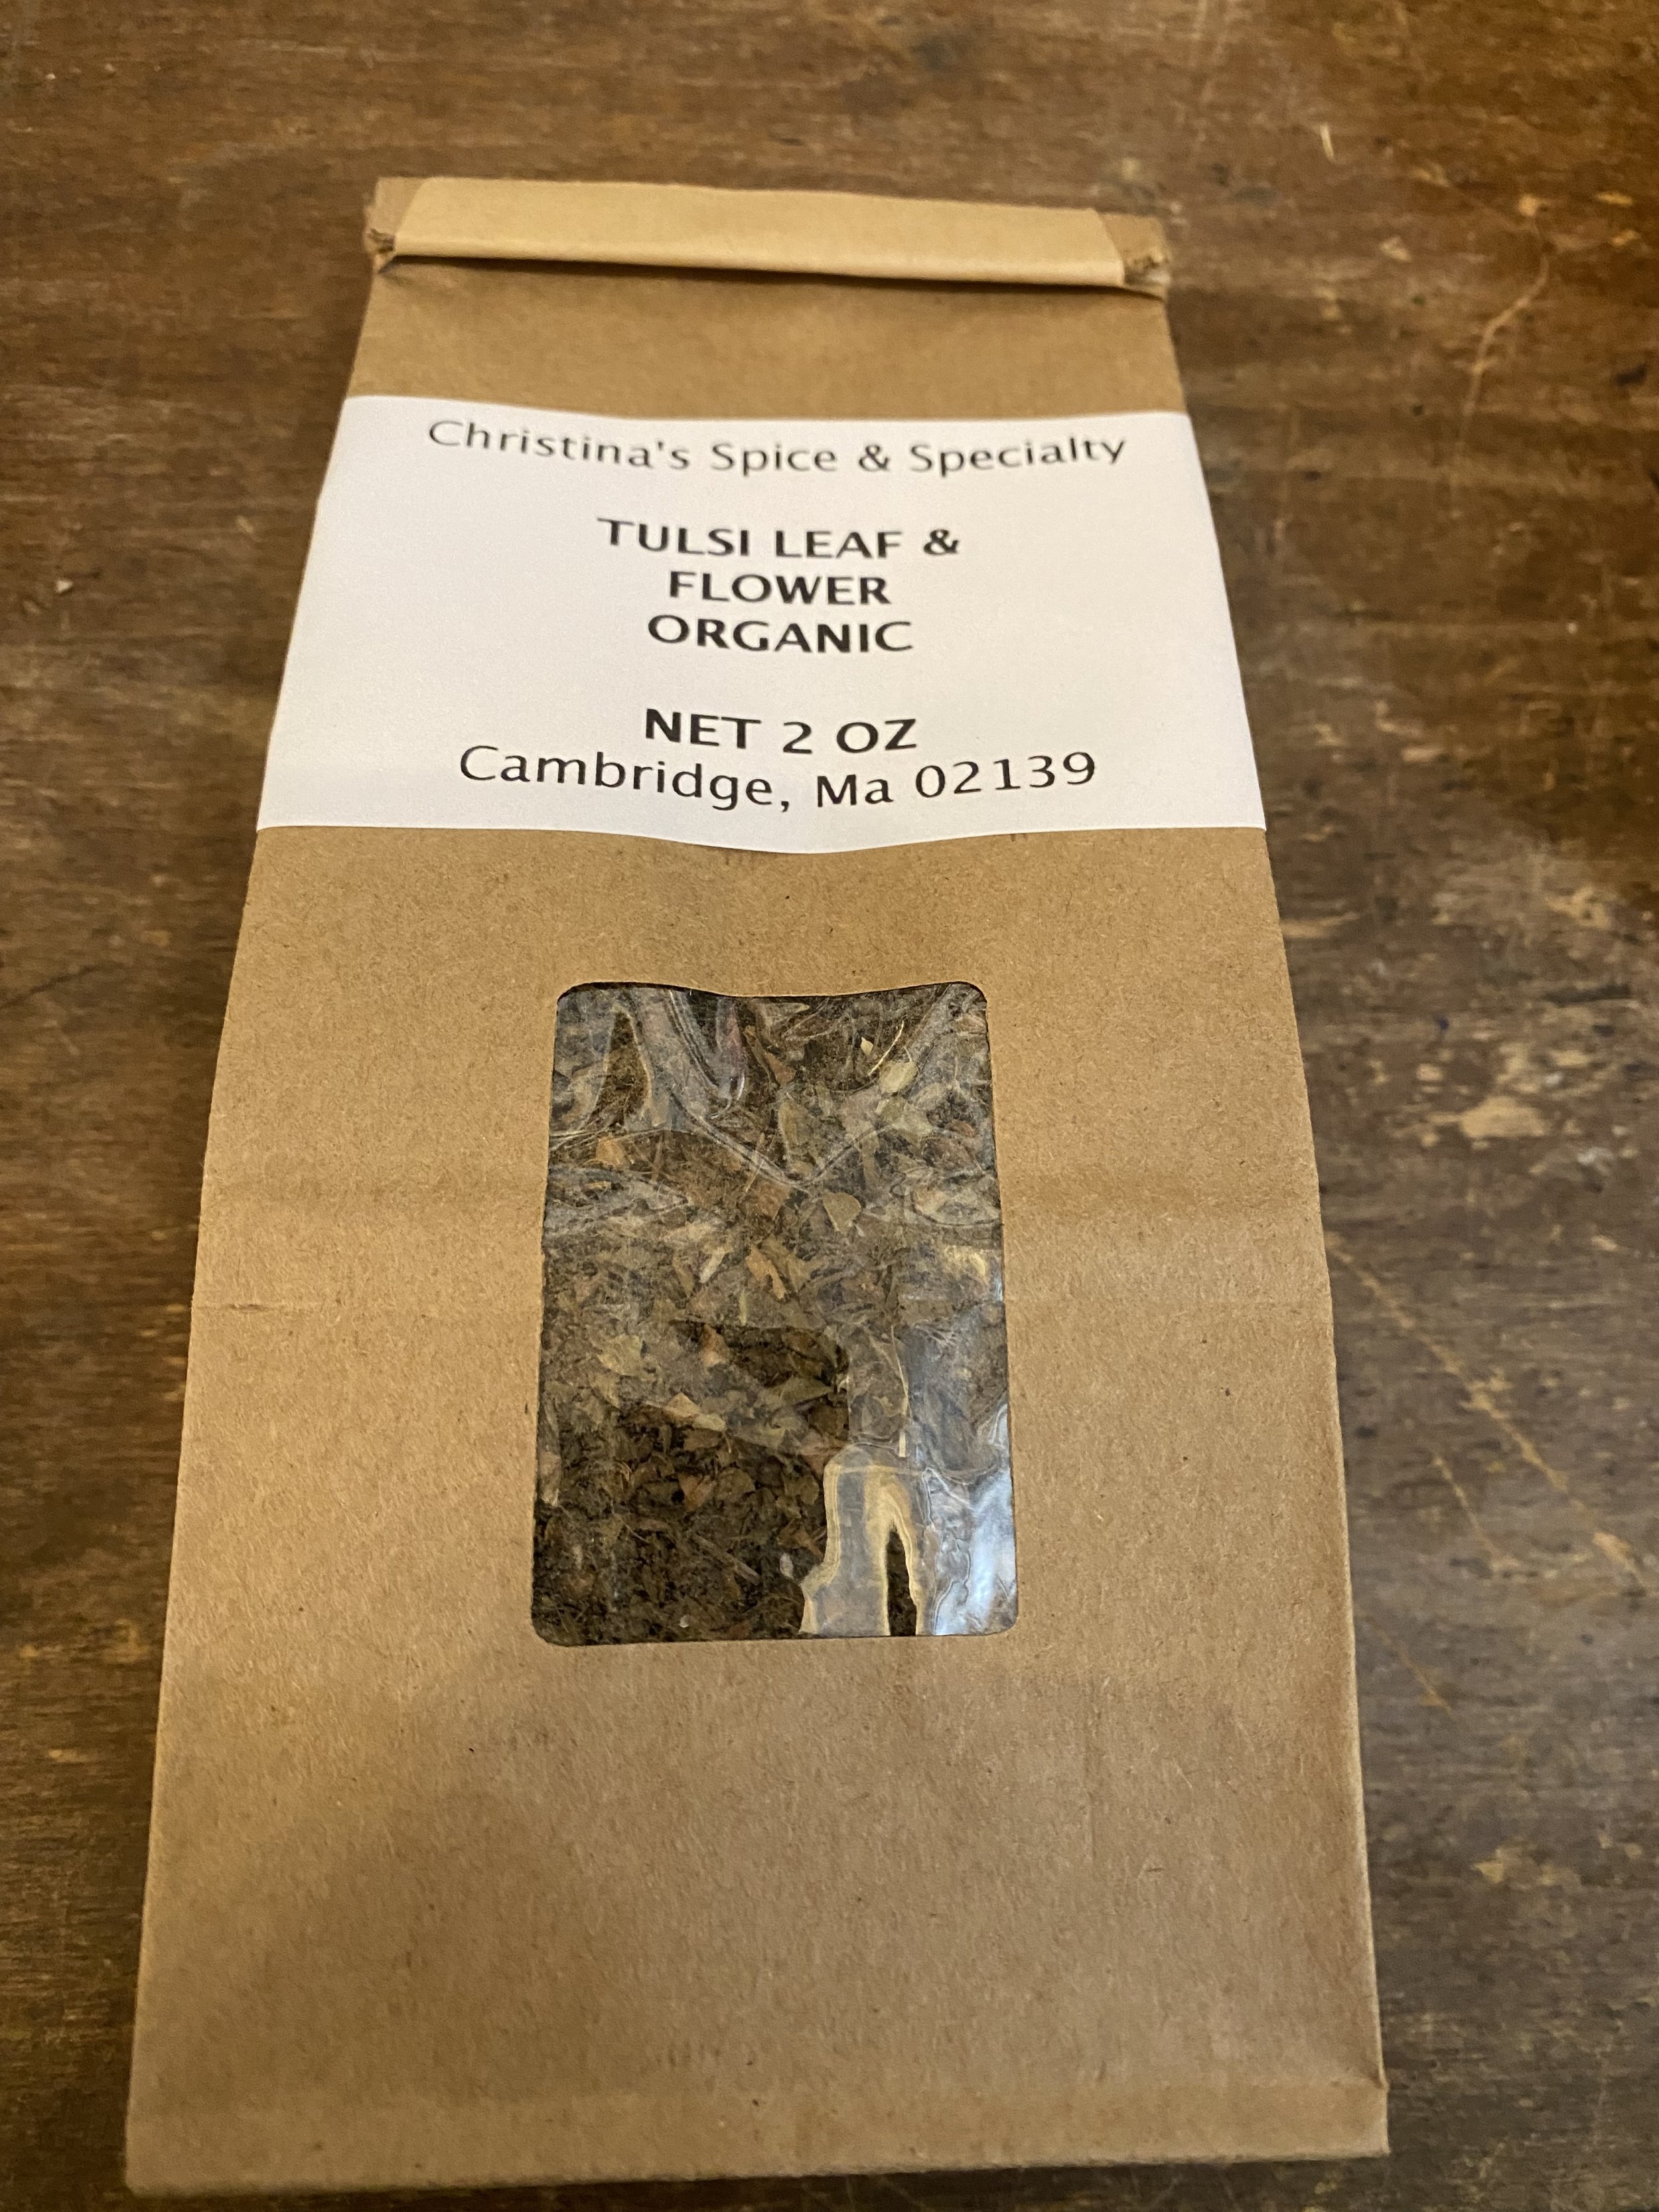 Christina's Spice & Specialty
TULSI LEAF &
FLOWER
ORGANIC
NET 2 OZ
Cambridge, Ma 02139